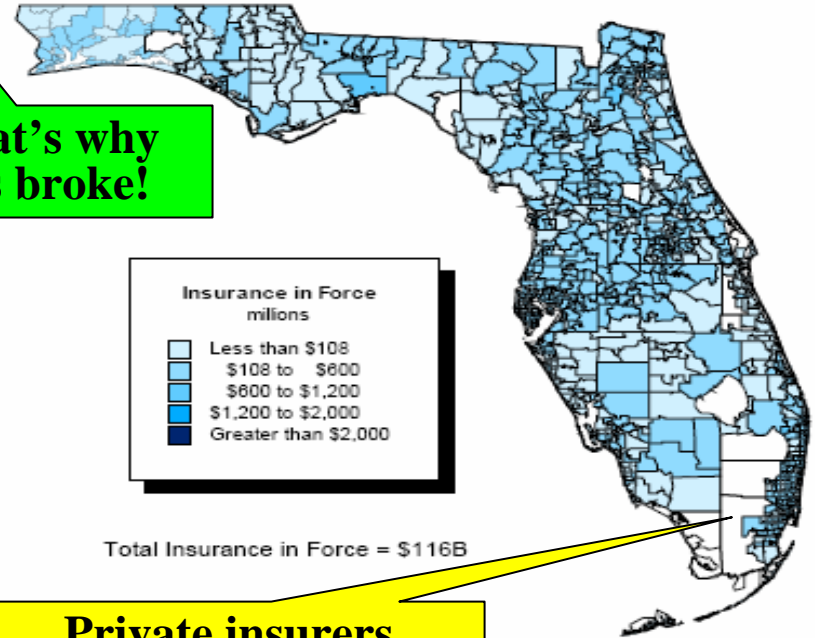 at's why
broke!
Insurance in Force
millions
Less than $108
$108 to $600
$600 to $1,200
$1,200 to $2,000
Greater than $2,000
Total Insurance in Force = $116B
Private insurers